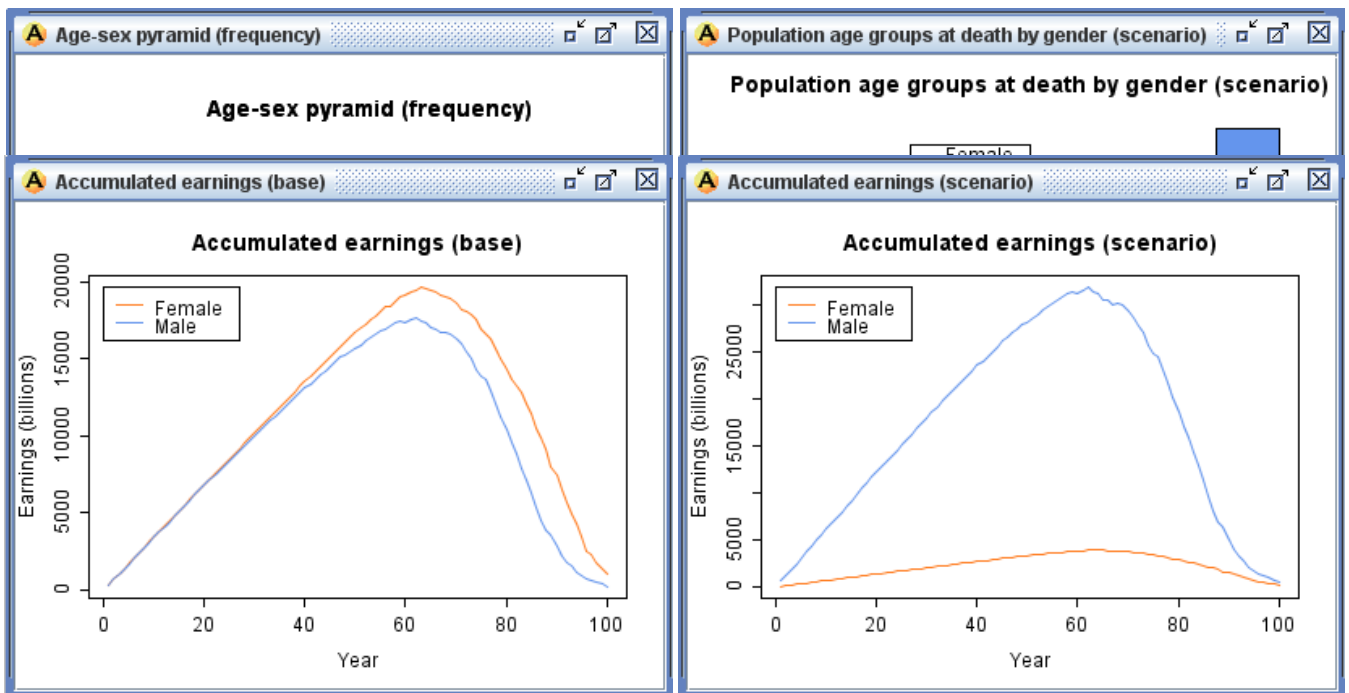 Age-sex pyramid (frequency)
Age-sex pyramid (frequency)
Population age groups at death by gender (scenario)
Population age groups at death by gender (scenario)
Female
Accumulated earnings (base)
Accumulated earnings (base)
Female
Male
Earnings (billions)
0
5000
10000
15000
20000
0
20
40
60
80
100
Year
Accumulated earnings (scenario)
Accumulated earnings (scenario)
Female
Male
Earnings (billions)
0
5000
15000
25000
0
20
40
60
80
100
Year